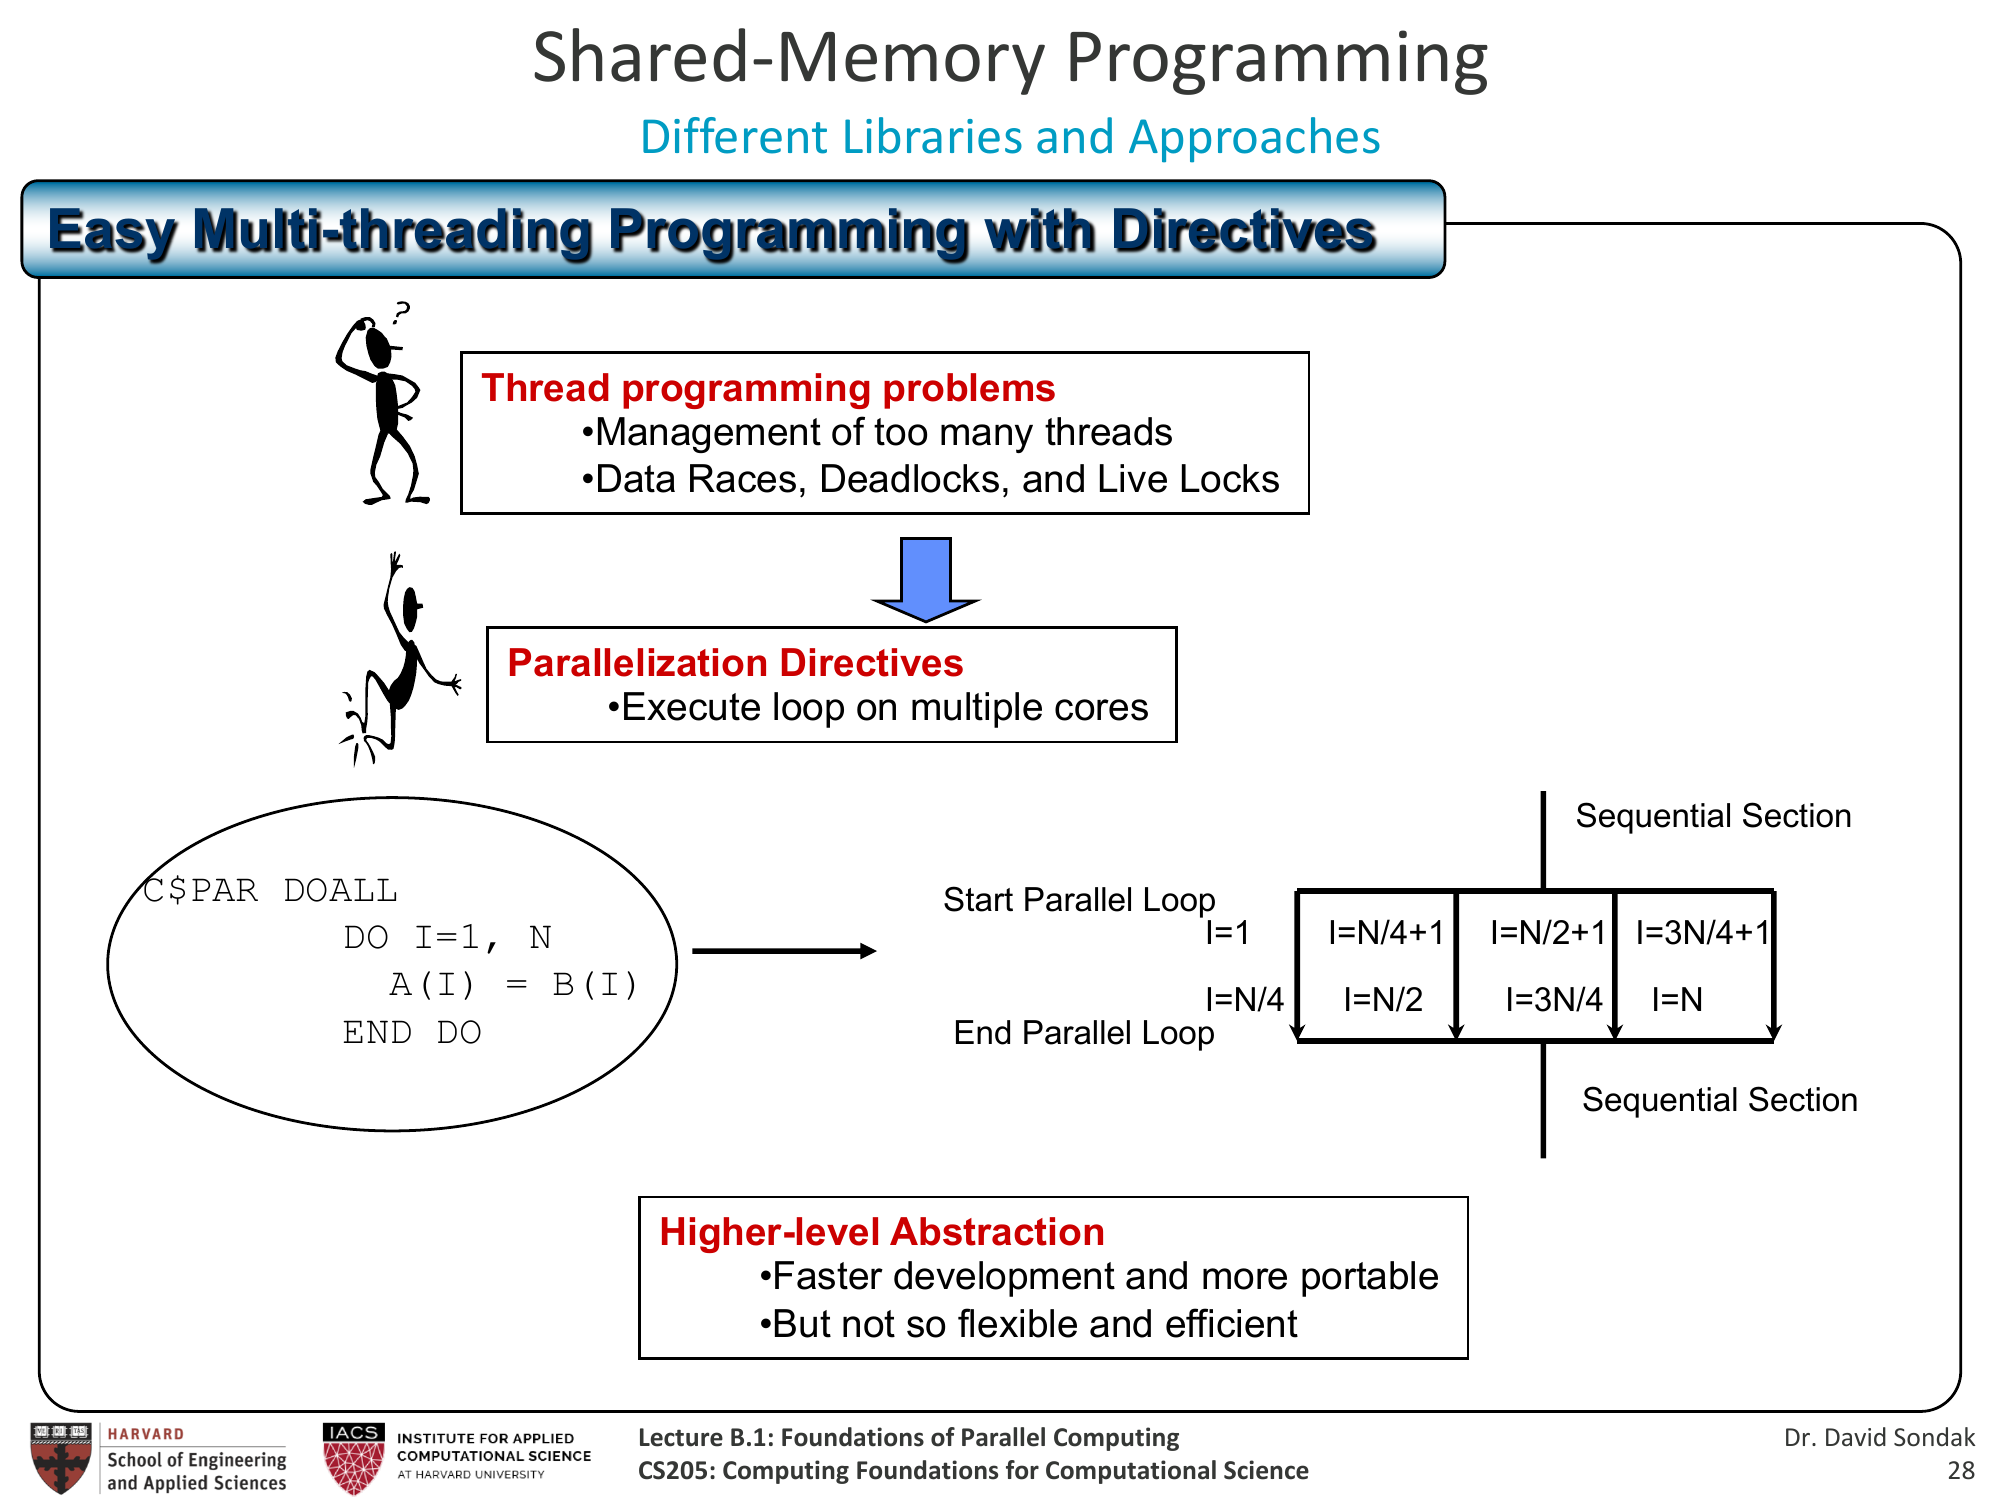 Shared-Memory Programming
Different Libraries and Approaches
Easy Multi-threading Programming with Directives
?
Thread programming problems
•Management of too many threads
•Data Races, Deadlocks, and Live Locks
Parallelization Directives
•Execute loop on multiple cores
C$PAR DOALL
DO I=1, N
A(I) = B(I)
END DO
Sequential Section
Start Parallel Loop
I=1 I=N/4+1 I=N/2+1 I=3N/4+1
I=N/4 I=N/2 I=3N/4 I=N
End Parallel Loop
Sequential Section
Higher-level Abstraction
•Faster development and more portable
•But not so flexible and efficient
HARVARD
School of Engineering
and Applied Sciences
IACS
INSTITUTE FOR APPLIED
COMPUTATIONAL SCIENCE
AT HARVARD UNIVERSITY
Lecture B.1: Foundations of Parallel Computing
CS205: Computing Foundations for Computational Science
Dr. David Sondak
28